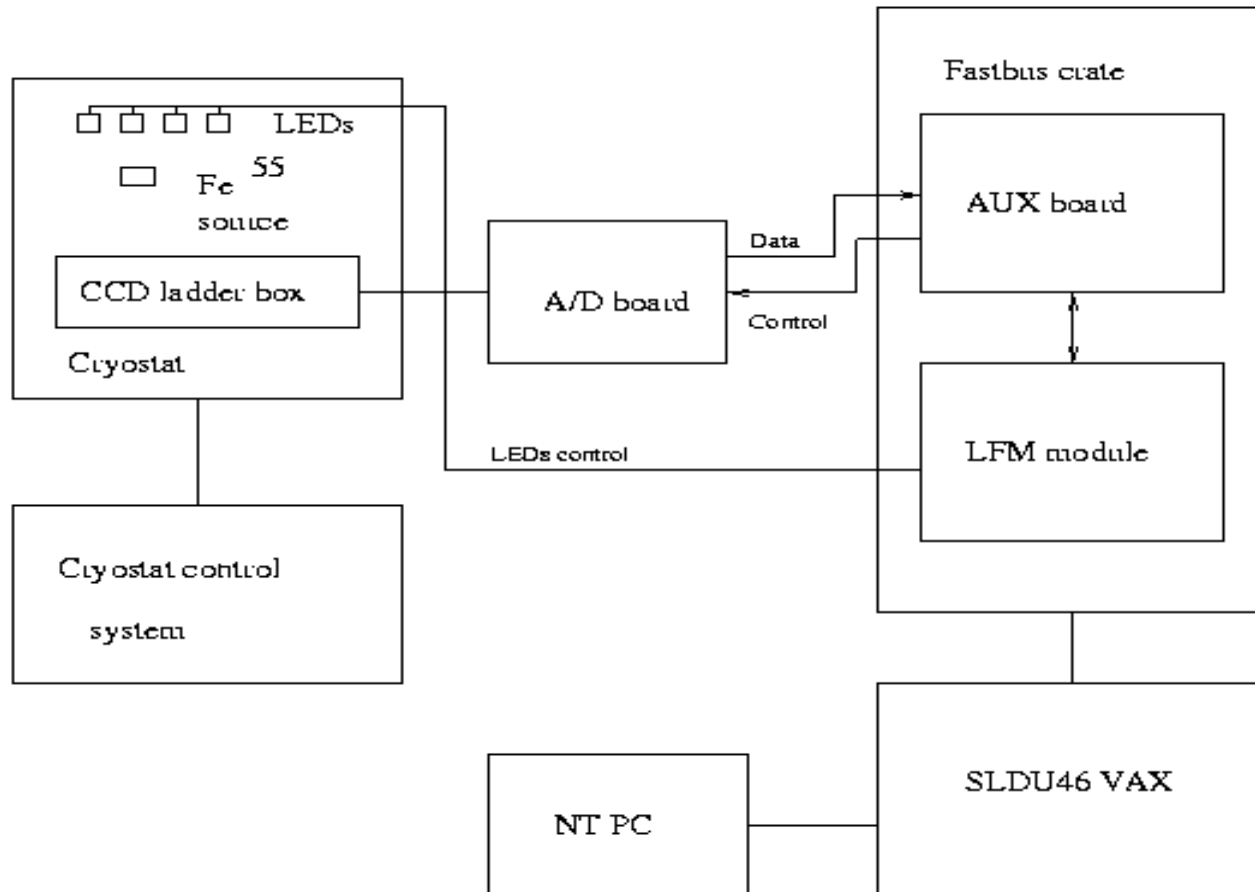 Fastbus crate
LEDs
Fe 55
source
CCD ladder box
Cryostat
AUX board
Data
A/D board
Control
LFM module
LEDs control
Cryostat control
system
SLDU46 VAX
NT PC